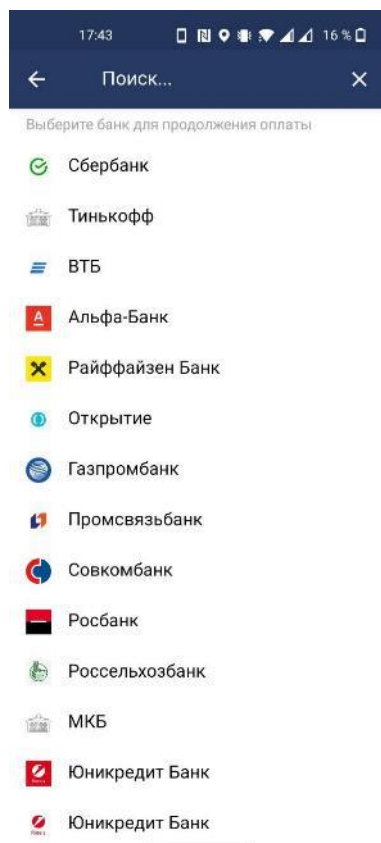 17:43
16 %
Поиск...
Выберите банк для продолжения оплаты
Сбербанк
Тинькофф
ВТБ
Альфа-Банк
Райффайзен Банк
Открытие
Газпромбанк
Промсвязьбанк
Совкомбанк
Росбанк
Россельхозбанк
МКБ
Юникредит Банк
Юникредит Банк